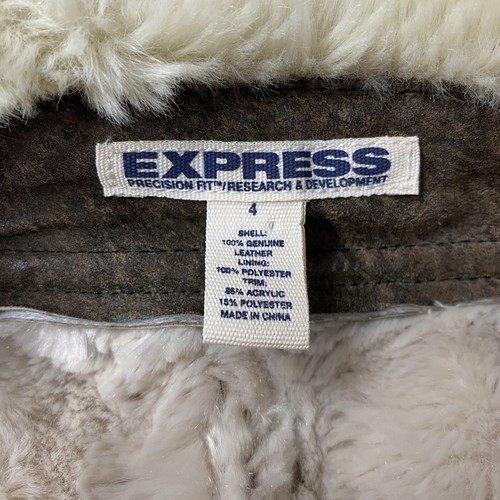 EXPRESS
PRECISION FIT™/RESEARCH & DEVELOPMENT
4
SHELL:
100% GENUINE
LEATHER
LINING:
100% POLYESTER
TRIM:
85% ACRYLIC
15% POLYESTER
MADE IN CHINA